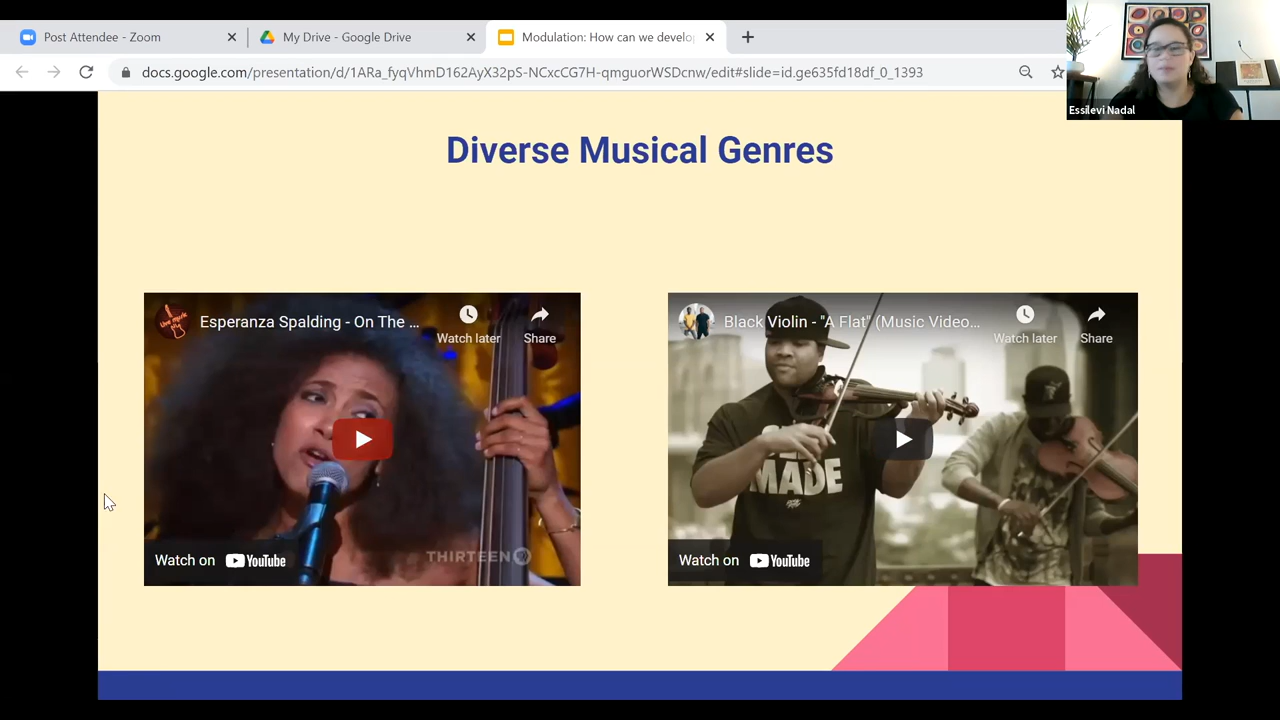 Post Attendee - Zoom
My Drive - Google Drive
Modulation: How can we develo
docs.google.com/presentation/d/1ARa_fyqVhmD162AyX32pS-NCxcCG7H-qmguorWSDcnw/edit#slide=id.ge635fd18df_0_1393
Essilevi Nadal
Diverse Musical Genres
Esperanza Spalding - On The ...
Watch later
Share
THIRTEEN
Watch on YouTube
Black Violin - "A Flat" (Music Video...
Watch later
Share
MADE
Watch on YouTube